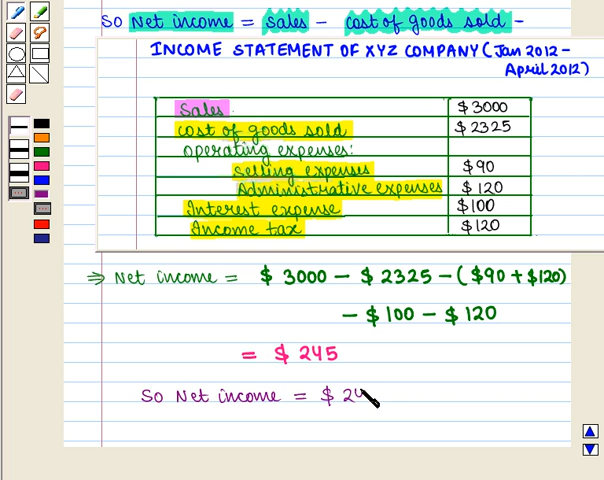 So Net income = sales - cost of goods sold -
INCOME STATEMENT OF XYZ COMPANY (Jan 2012 -
April 2012)
Sales $ 3000
cost of goods sold $ 2325
Operating expenses:
Selling expenses $90
Administrative expenses $ 120
Interest expense $100
Income tax $120
⇒ Net income = $ 3000 - $ 2325 - ($90 + $120)
- $ 100 - $ 120
= $ 245
So Net income = $ 24